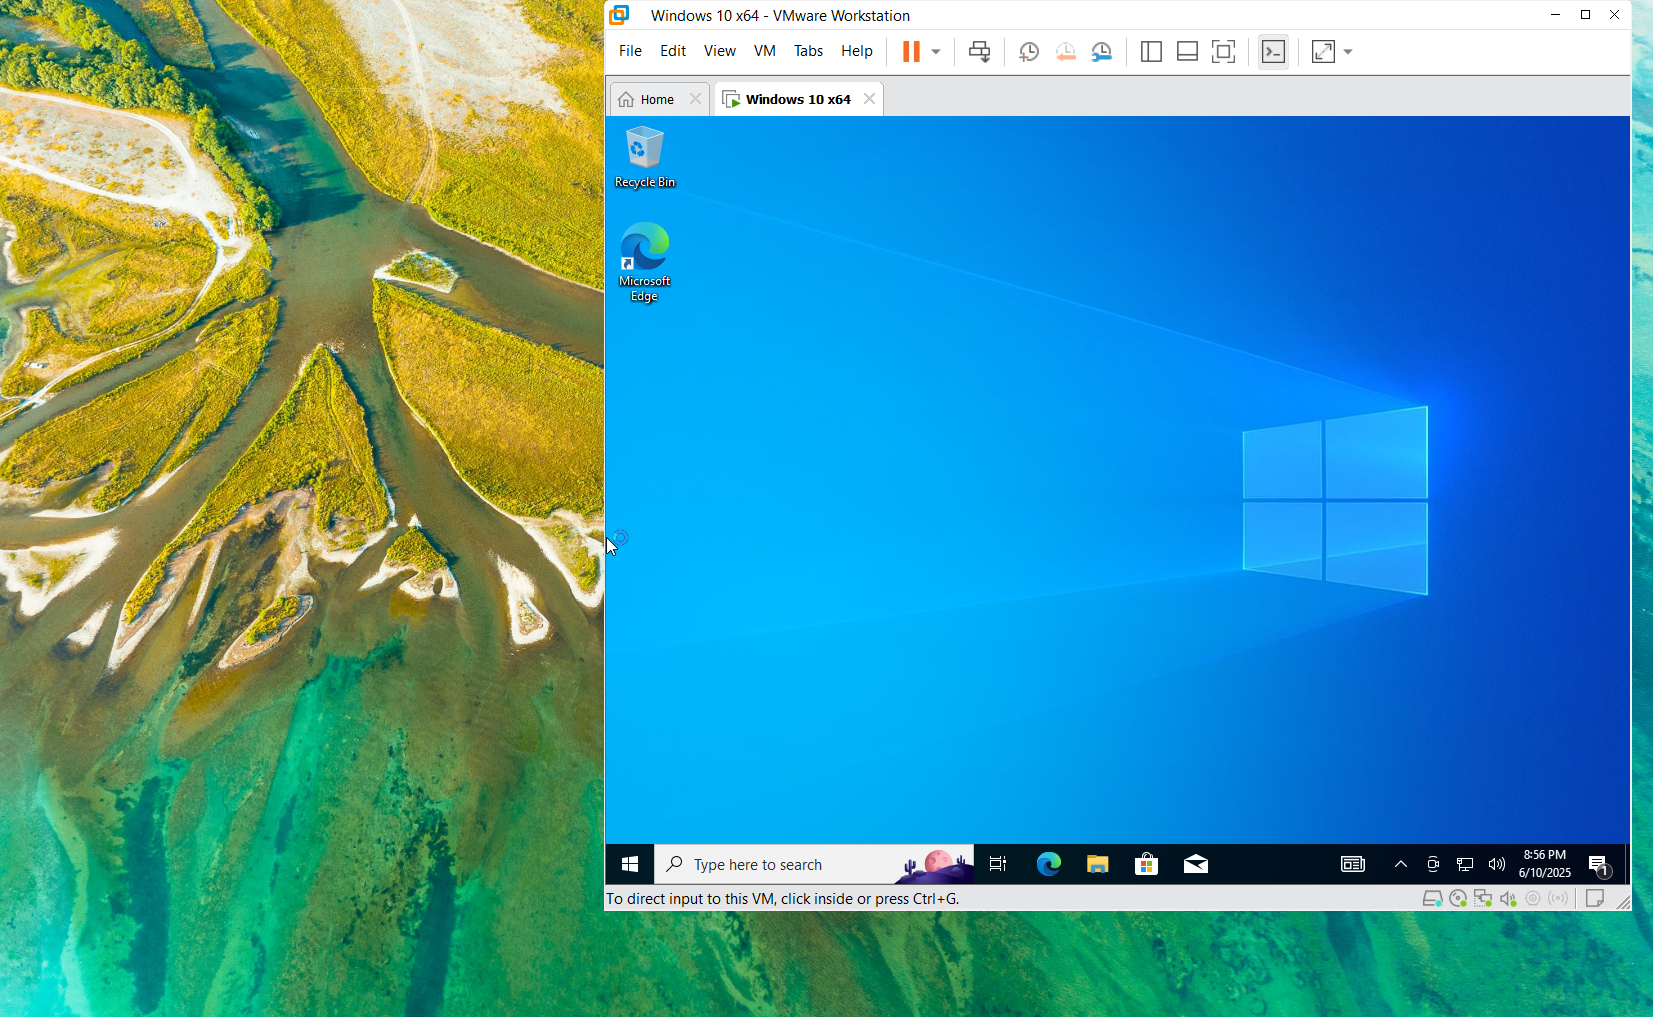 Windows 10 x64 - VMware Workstation
File Edit View VM Tabs Help
Home Windows 10 x64
Recycle Bin
Microsoft
Edge
Type here to search
8:56 PM
6/10/2025
1
To direct input to this VM, click inside or press Ctrl+G.